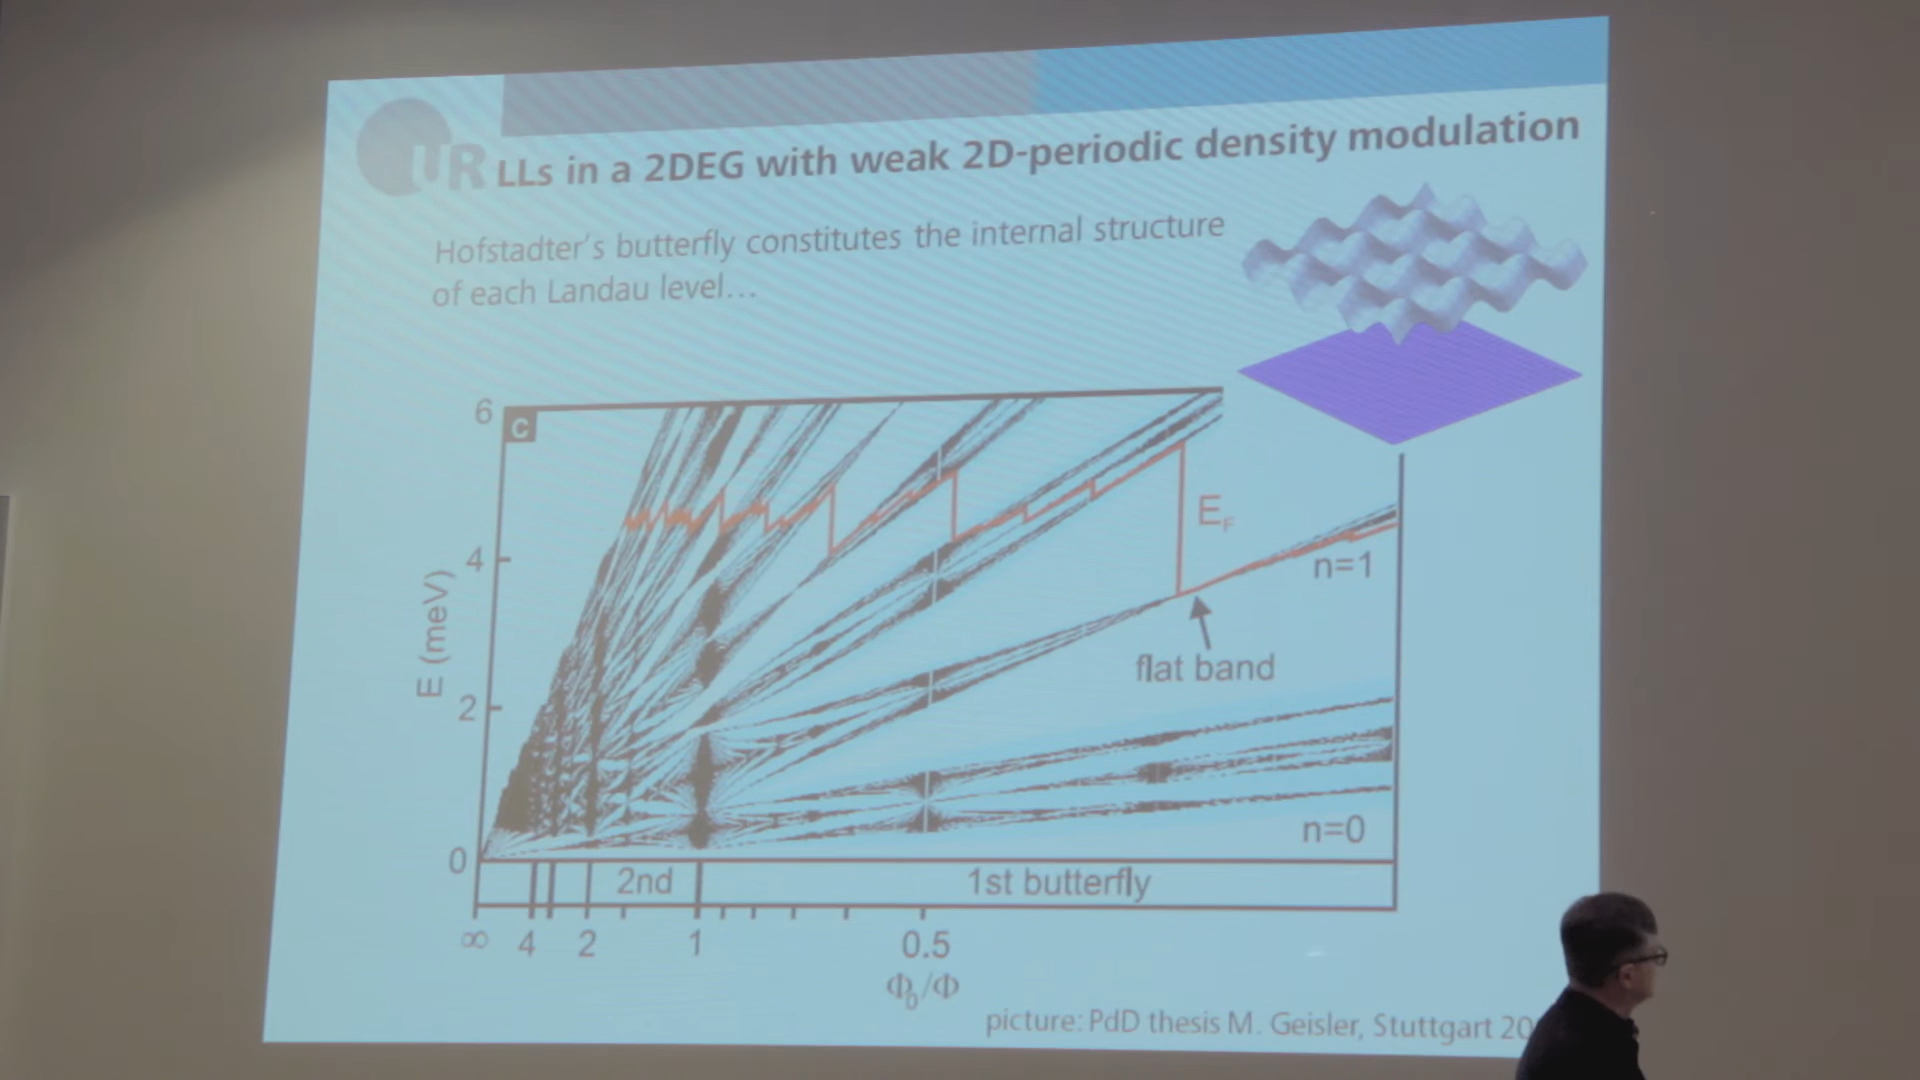 UR
LLs in a 2DEG with weak 2D-periodic density modulation
Hofstadter's butterfly constitutes the internal structure
of each Landau level...
6
c
4
2
0
E (meV)
E_F
n=1
flat band
n=0
2nd
1st butterfly
∞ 4 2 1 0.5
Φ₀/Φ
picture: PdD thesis M. Geisler, Stuttgart